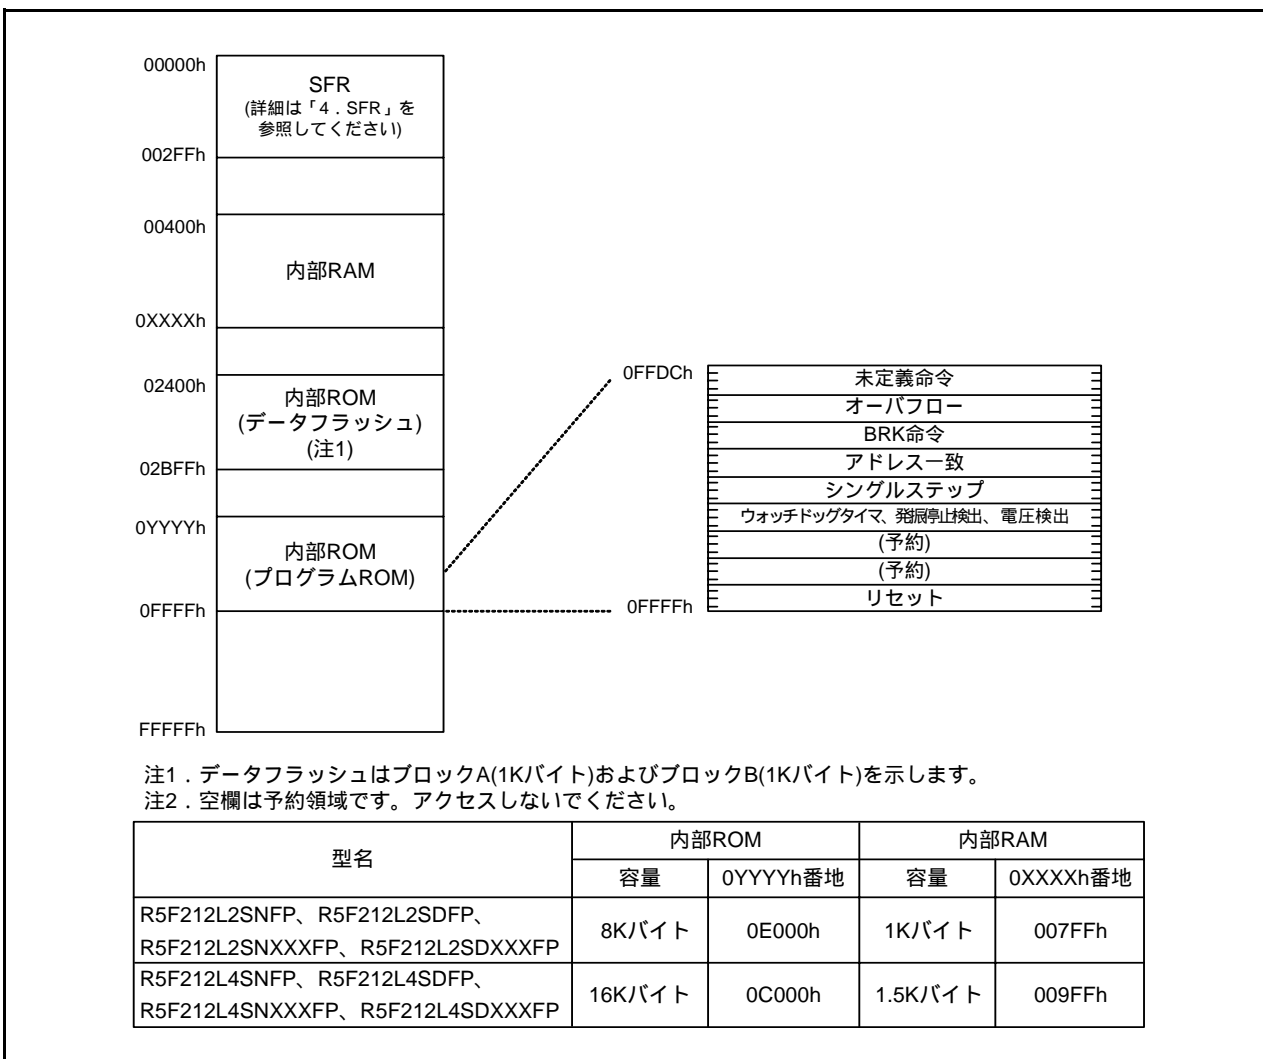 00000h
SFR
(詳細は「4．SFR」を
参照してください)
002FFh
00400h
内部RAM
0XXXXh
02400h
内部ROM
(データフラッシュ)
(注1)
02BFFh
0YYYYh
内部ROM
(プログラムROM)
0FFFFh
FFFFFh
0FFDCh
未定義命令
オーバフロー
BRK命令
アドレス一致
シングルステップ
ウォッチドッグタイマ、発振停止検出、電圧検出
(予約)
(予約)
リセット
0FFFFh
注1．データフラッシュはブロックA(1Kバイト)およびブロックB(1Kバイト)を示します。
注2．空欄は予約領域です。アクセスしないでください。
型名 内部ROM 内部RAM
容量 0YYYYh番地 容量 0XXXXh番地
R5F212L2SNFP、R5F212L2SDFP、
R5F212L2SNXXXFP、R5F212L2SDXXXFP
8Kバイト 0E000h 1Kバイト 007FFh
R5F212L4SNFP、R5F212L4SDFP、
R5F212L4SNXXXFP、R5F212L4SDXXXFP
16Kバイト 0C000h 1.5Kバイト 009FFh